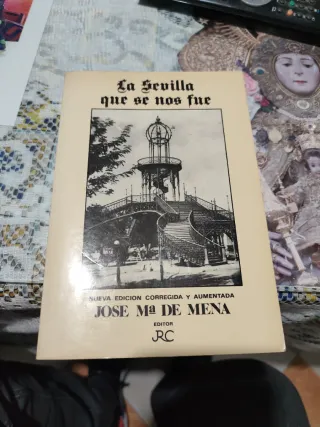 La Sevilla
que se nos fue
NUEVA EDICION CORREGIDA Y AUMENTADA
JOSE Mª DE MENA
EDITOR
JRC